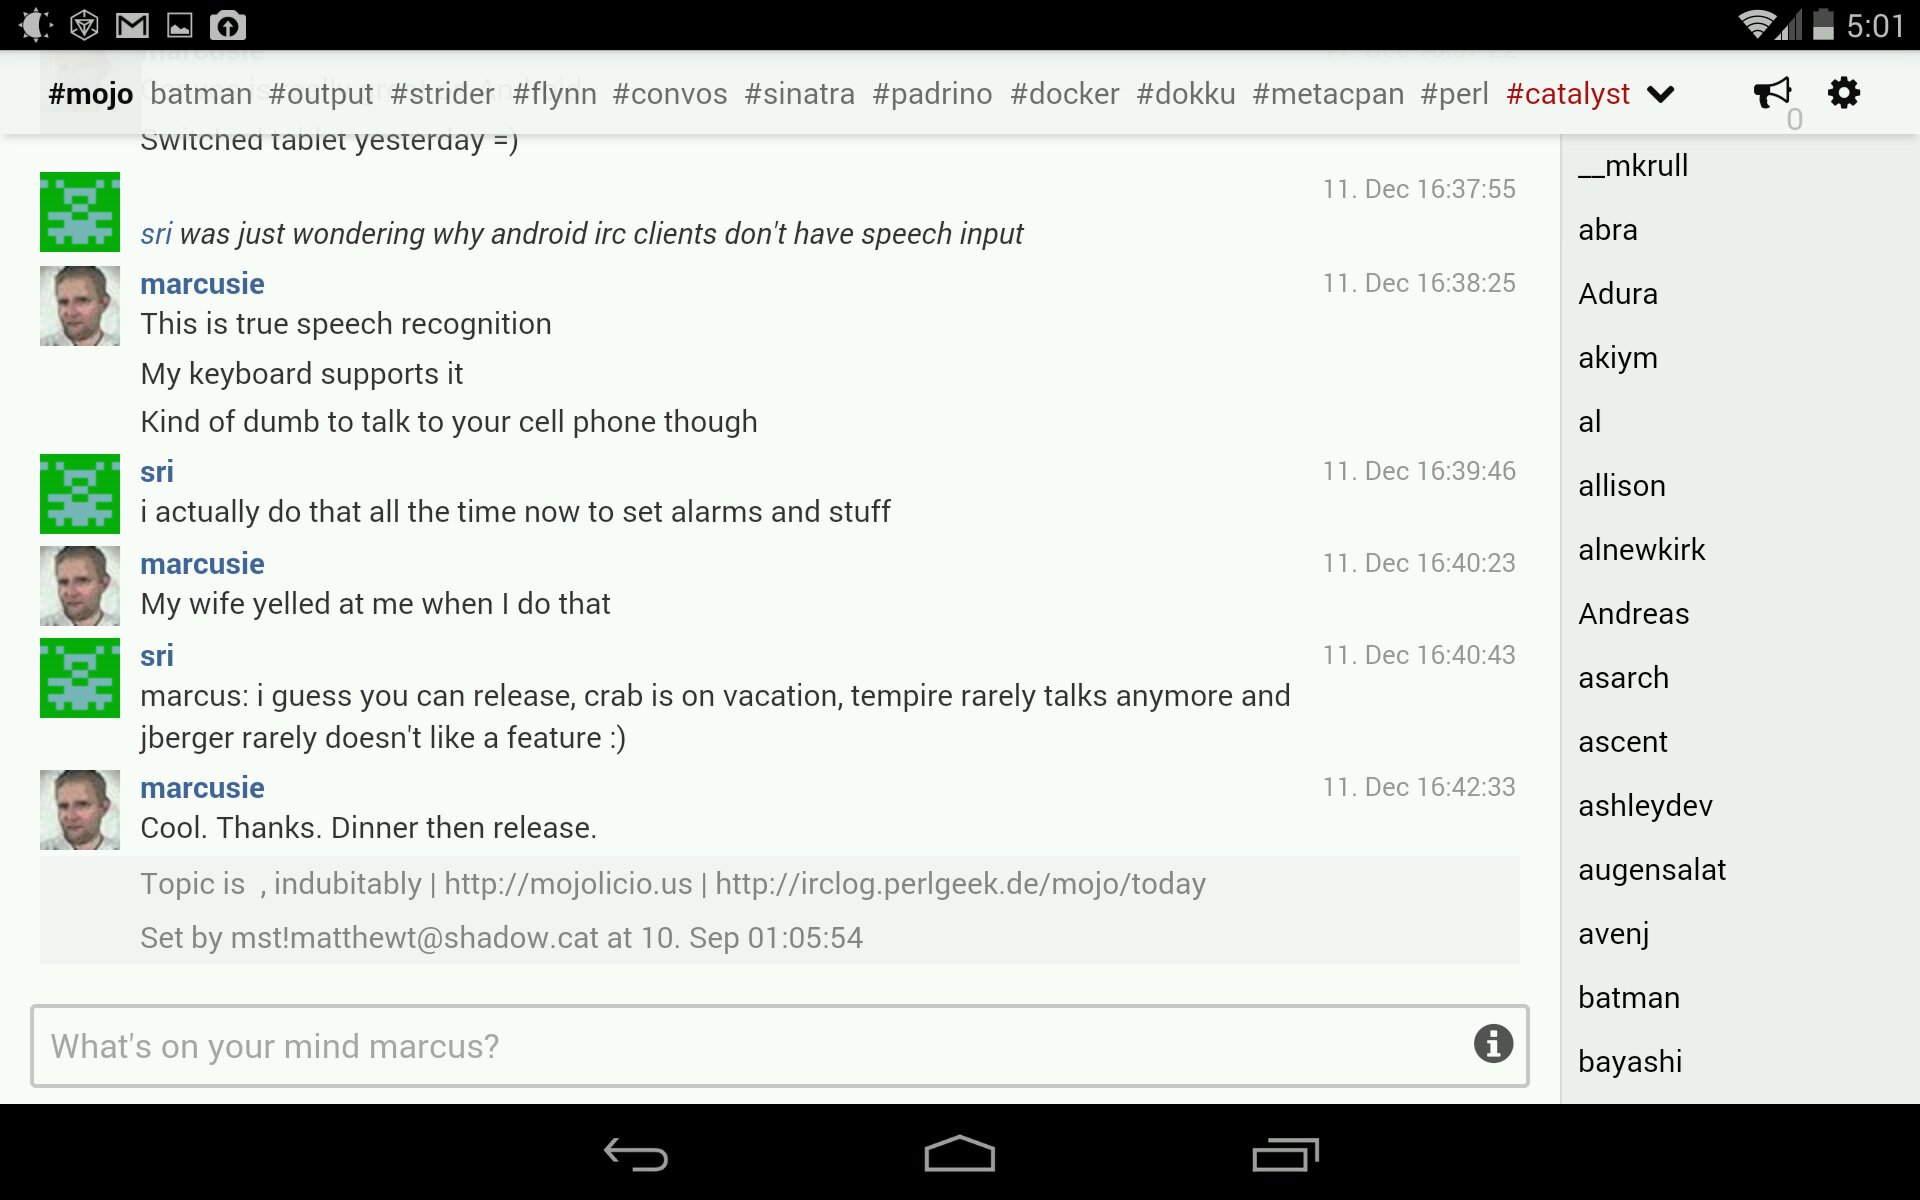 5:01
#mojo batman #output #strider #flynn #convos #sinatra #padrino #docker #dokku #metacpan #perl #catalyst
0
Switched tablet yesterday =)
11. Dec 16:37:55
sri was just wondering why android irc clients don't have speech input
marcusie 11. Dec 16:38:25
This is true speech recognition
My keyboard supports it
Kind of dumb to talk to your cell phone though
sri 11. Dec 16:39:46
i actually do that all the time now to set alarms and stuff
marcusie 11. Dec 16:40:23
My wife yelled at me when I do that
sri 11. Dec 16:40:43
marcus: i guess you can release, crab is on vacation, tempire rarely talks anymore and
jberger rarely doesn't like a feature :)
marcusie 11. Dec 16:42:33
Cool. Thanks. Dinner then release.
Topic is , indubitably | http://mojolicio.us | http://irclog.perlgeek.de/mojo/today
Set by mst!matthewt@shadow.cat at 10. Sep 01:05:54
What's on your mind marcus?
__mkrull
abra
Adura
akiym
al
allison
alnewkirk
Andreas
asarch
ascent
ashleydev
augensalat
avenj
batman
bayashi